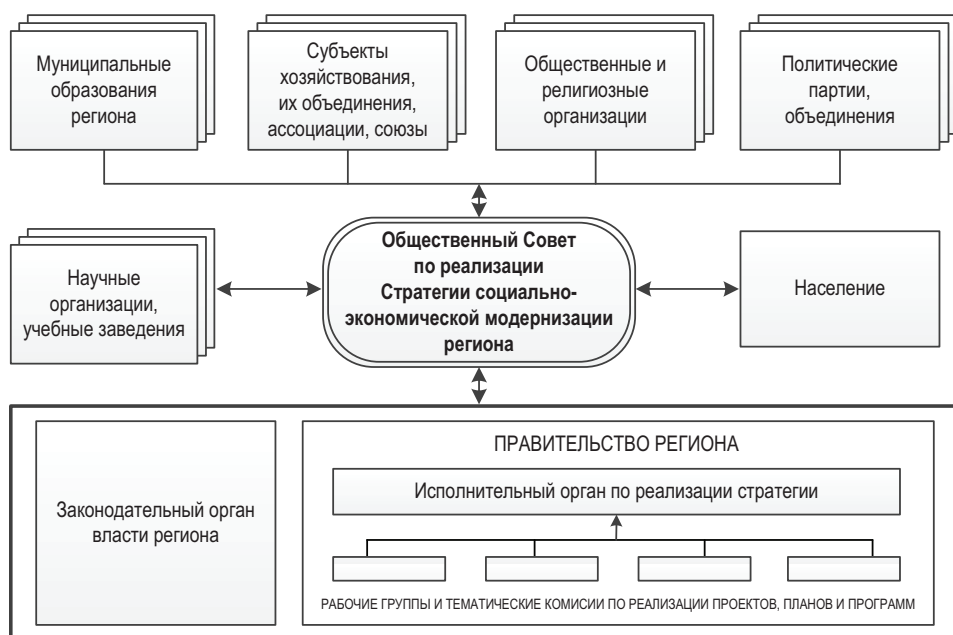 Муниципальные
образования
региона
Субъекты
хозяйствования,
их объединения,
ассоциации, союзы
Общественные и
религиозные
организации
Политические
партии,
объединения
Научные
организации,
учебные заведения
Общественный Совет
по реализации
Стратегии социально-
экономической модернизации
региона
Население
Законодательный орган
власти региона
ПРАВИТЕЛЬСТВО РЕГИОНА
Исполнительный орган по реализации стратегии
РАБОЧИЕ ГРУППЫ И ТЕМАТИЧЕСКИЕ КОМИСИИ ПО РЕАЛИЗАЦИИ ПРОЕКТОВ, ПЛАНОВ И ПРОГРАММ